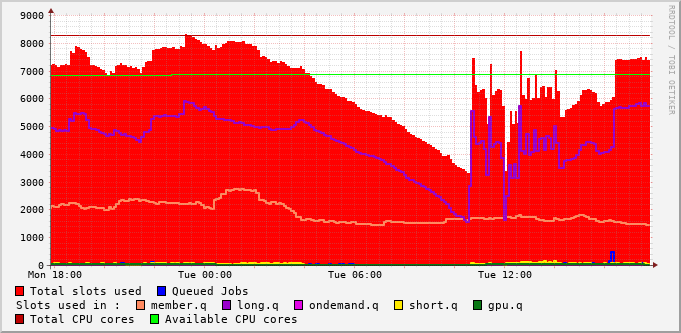 9000
8000
7000
6000
5000
4000
3000
2000
1000
0
Mon 18:00 Tue 00:00 Tue 06:00 Tue 12:00
Total slots used Queued Jobs
Slots used in : member.q long.q ondemand.q short.q gpu.q
Total CPU cores Available CPU cores
RRDTOOL / TOBI OETIKER